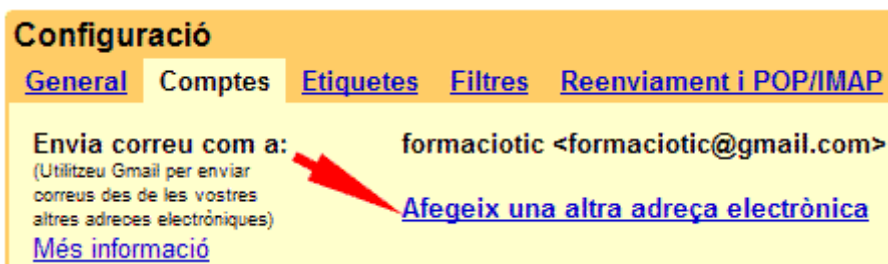 Configuració
General Comptes Etiquetes Filtres Reenviament i POP/IMAP
Envia correu com a: formaciotic <formaciotic@gmail.com>
(Utilitzeu Gmail per enviar
correus des de les vostres
altres adreces electròniques)
Afegeix una altra adreça electrònica
Més informació